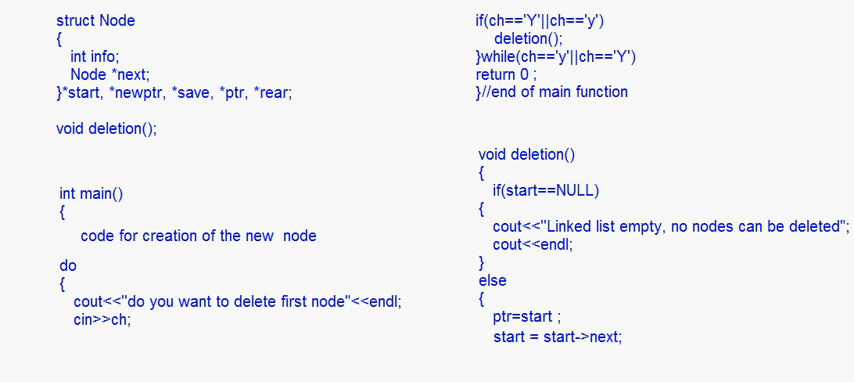 struct Node
{
int info;
Node *next;
}*start, *newptr, *save, *ptr, *rear;
void deletion();
int main()
{
code for creation of the new node
do
{
cout<<"do you want to delete first node"<<endl;
cin>>ch;
if(ch=='Y'||ch=='y')
deletion();
}while(ch=='y'||ch=='Y')
return 0 ;
}//end of main function
void deletion()
{
if(start==NULL)
{
cout<<"Linked list empty, no nodes can be deleted";
cout<<endl;
}
else
{
ptr=start ;
start = start->next;